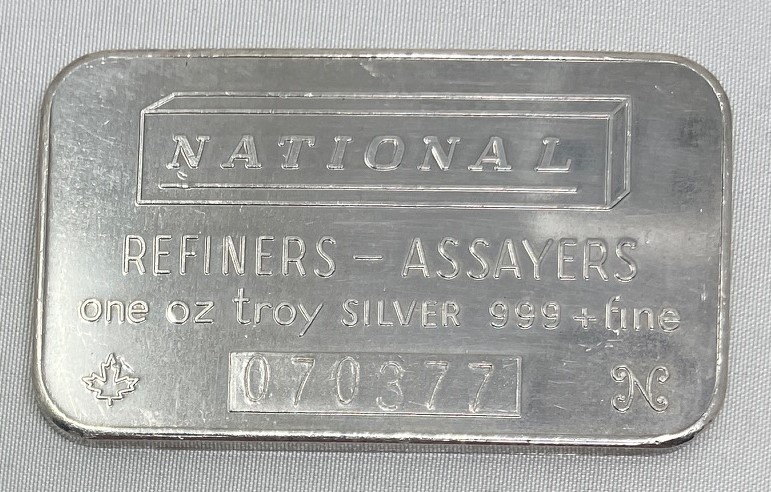 NATIONAL
REFINERS - ASSAYERS
one oz troy SILVER 999 + fine
070377 N